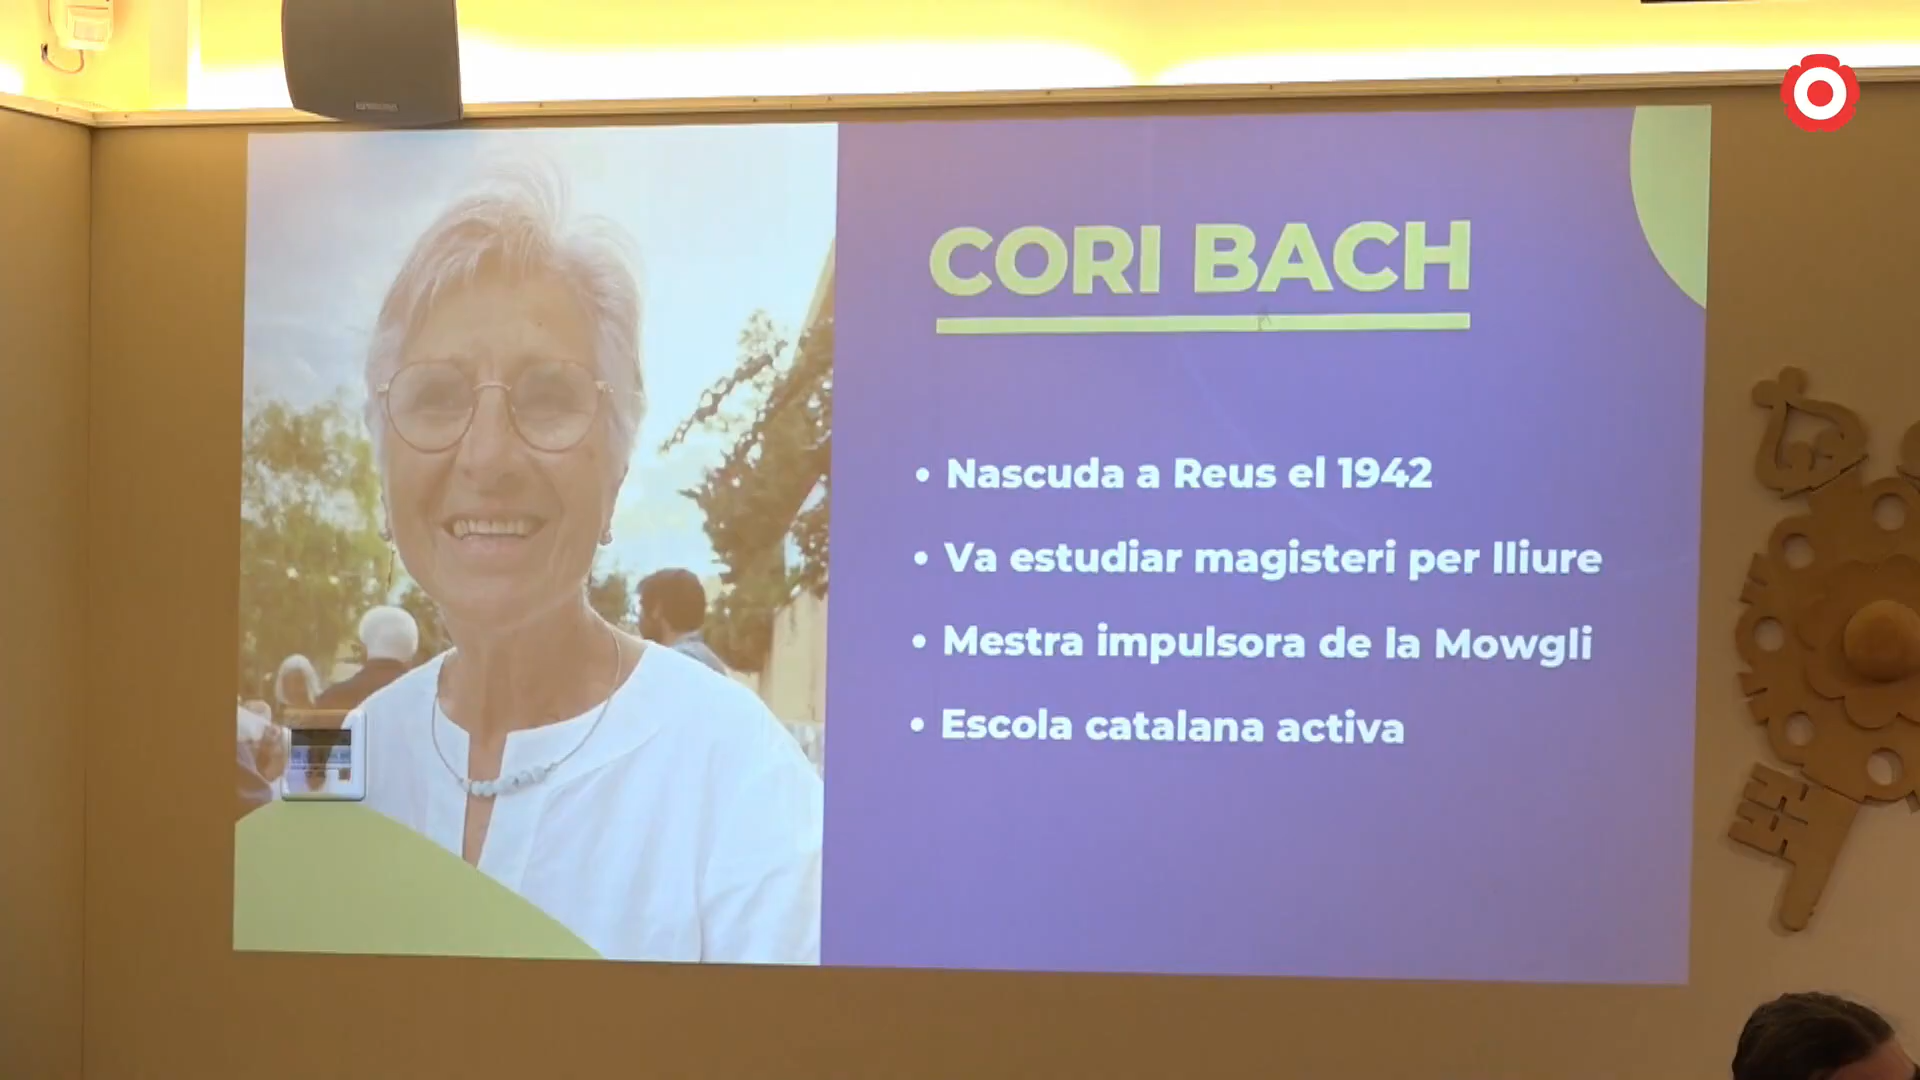 CORI BACH
• Nascuda a Reus el 1942
• Va estudiar magisteri per lliure
• Mestra impulsora de la Mowgli
• Escola catalana activa